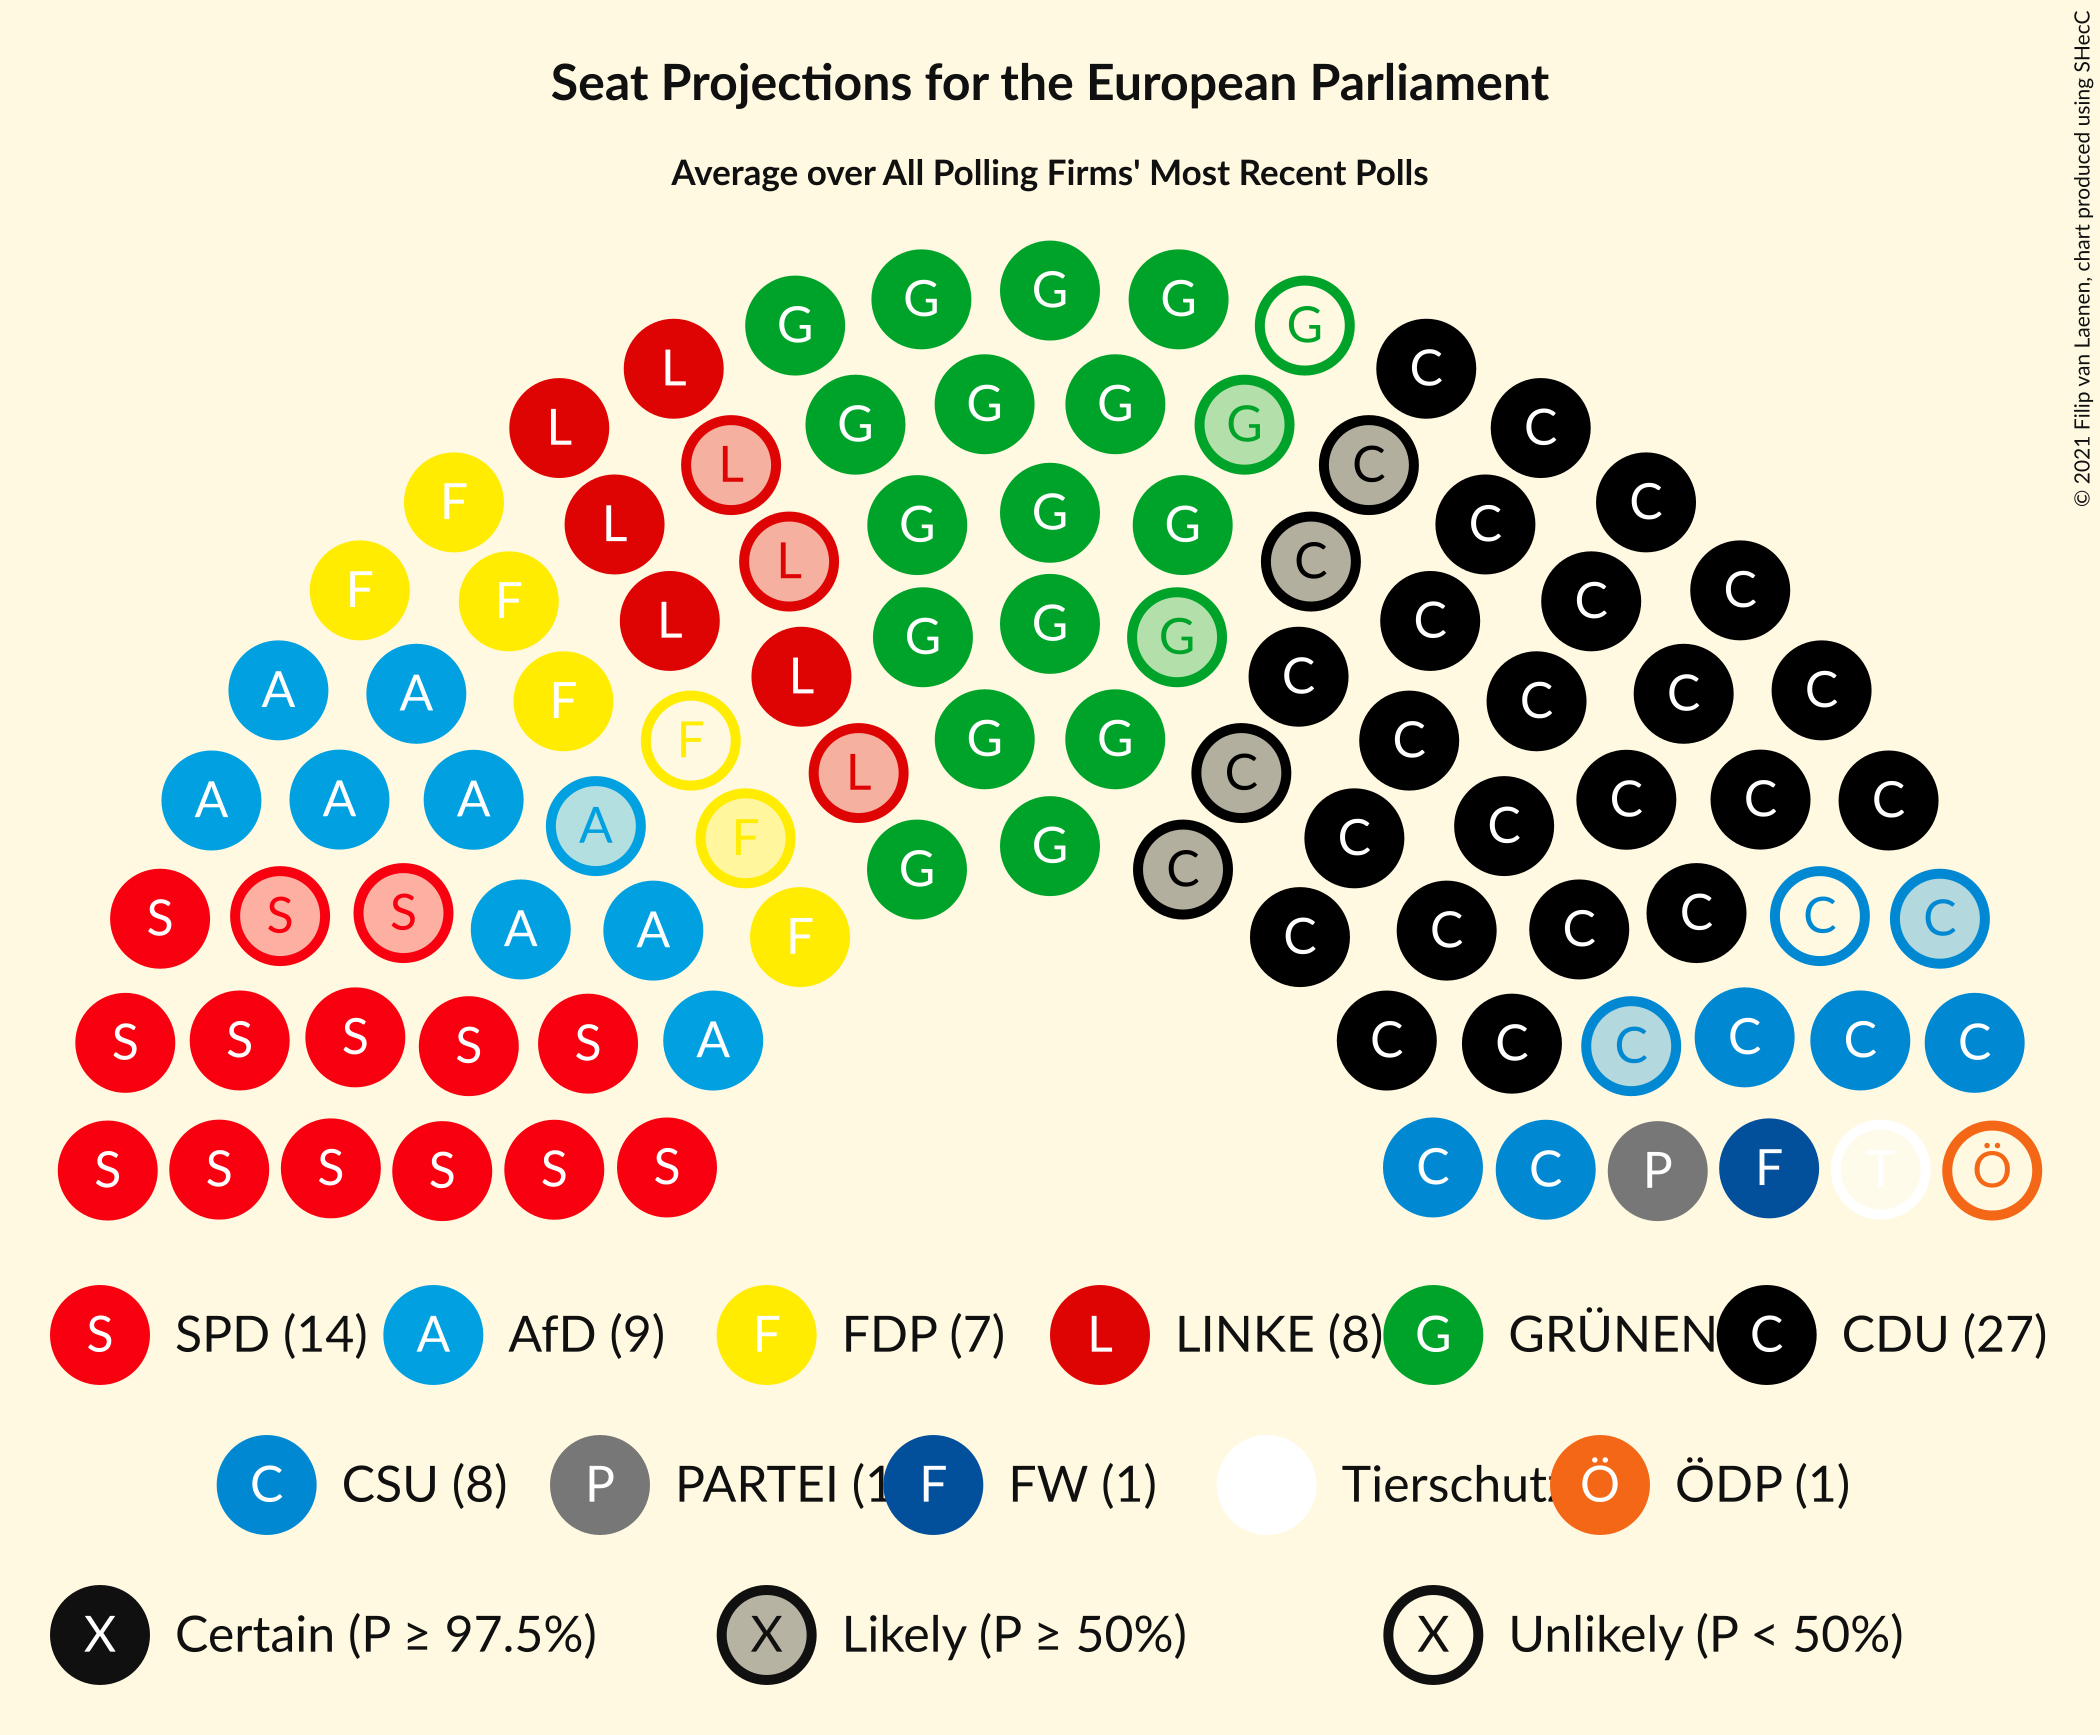 Seat Projections for the European Parliament
Average over All Polling Firms' Most Recent Polls
© 2021 Filip van Laenen, chart produced using SHecC
G G G G G
L G G G G C
L L G G G C C
F L L G G G C C C
F F L L G G C C C C
A A F F L G G C C C C C
A A A A F L G G C C C C C C
S S S A A F C C C C C C
S S S S S A C C C C C C
S S S S S S C C P F T Ö
S SPD (14) A AfD (9) F FDP (7) L LINKE (8) G GRÜNEN C CDU (27)
C CSU (8) P PARTEI (1 F FW (1) Tierschutz Ö ÖDP (1)
X Certain (P ≥ 97.5%) X Likely (P ≥ 50%) X Unlikely (P < 50%)